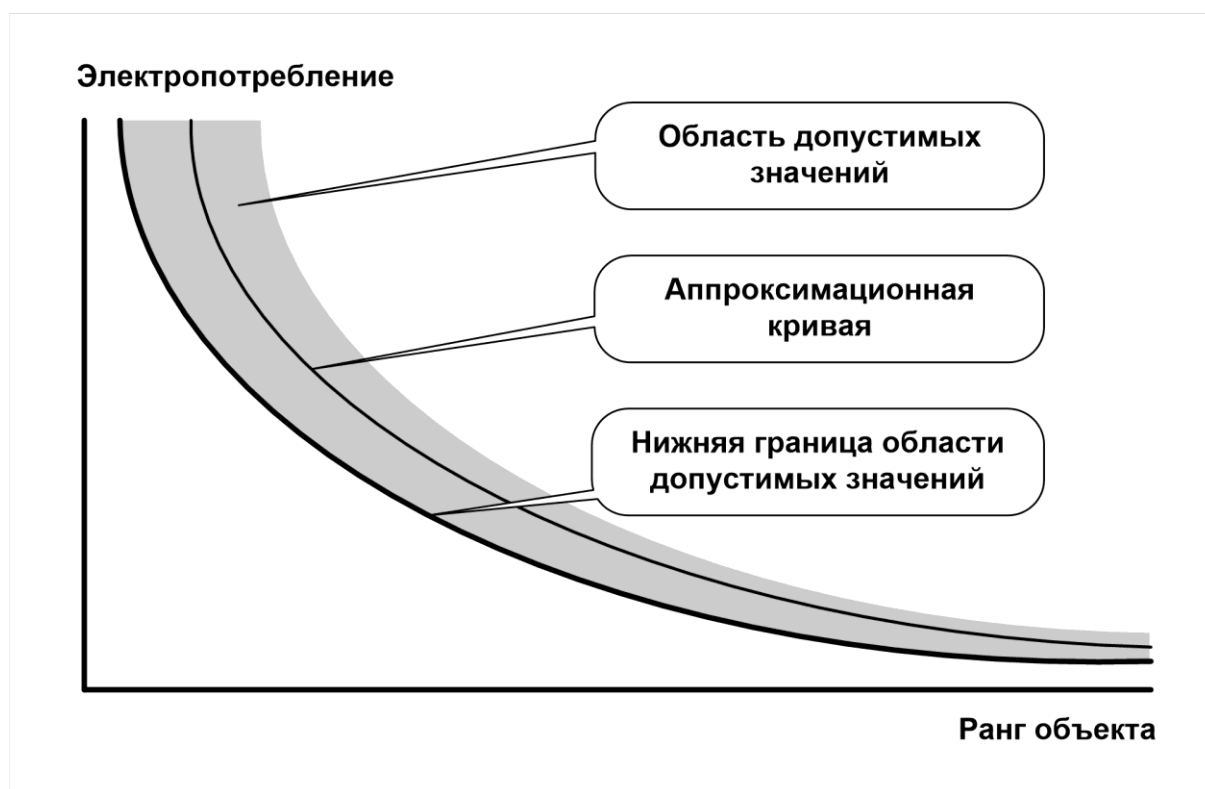 Электропотребление
Область допустимых
значений
Аппроксимационная
кривая
Нижняя граница области
допустимых значений
Ранг объекта